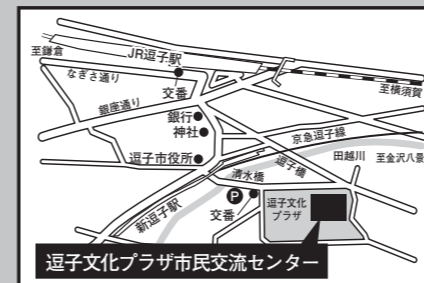 至鎌倉
JR逗子駅
なぎさ通り
交番
至横須賀
銀座通り
銀行
神社
京急逗子線
逗子市役所
逗子橋
田越川
至金沢八景
清水橋
P
新逗子駅
交番
逗子文化
プラザ
逗子文化プラザ市民交流センター